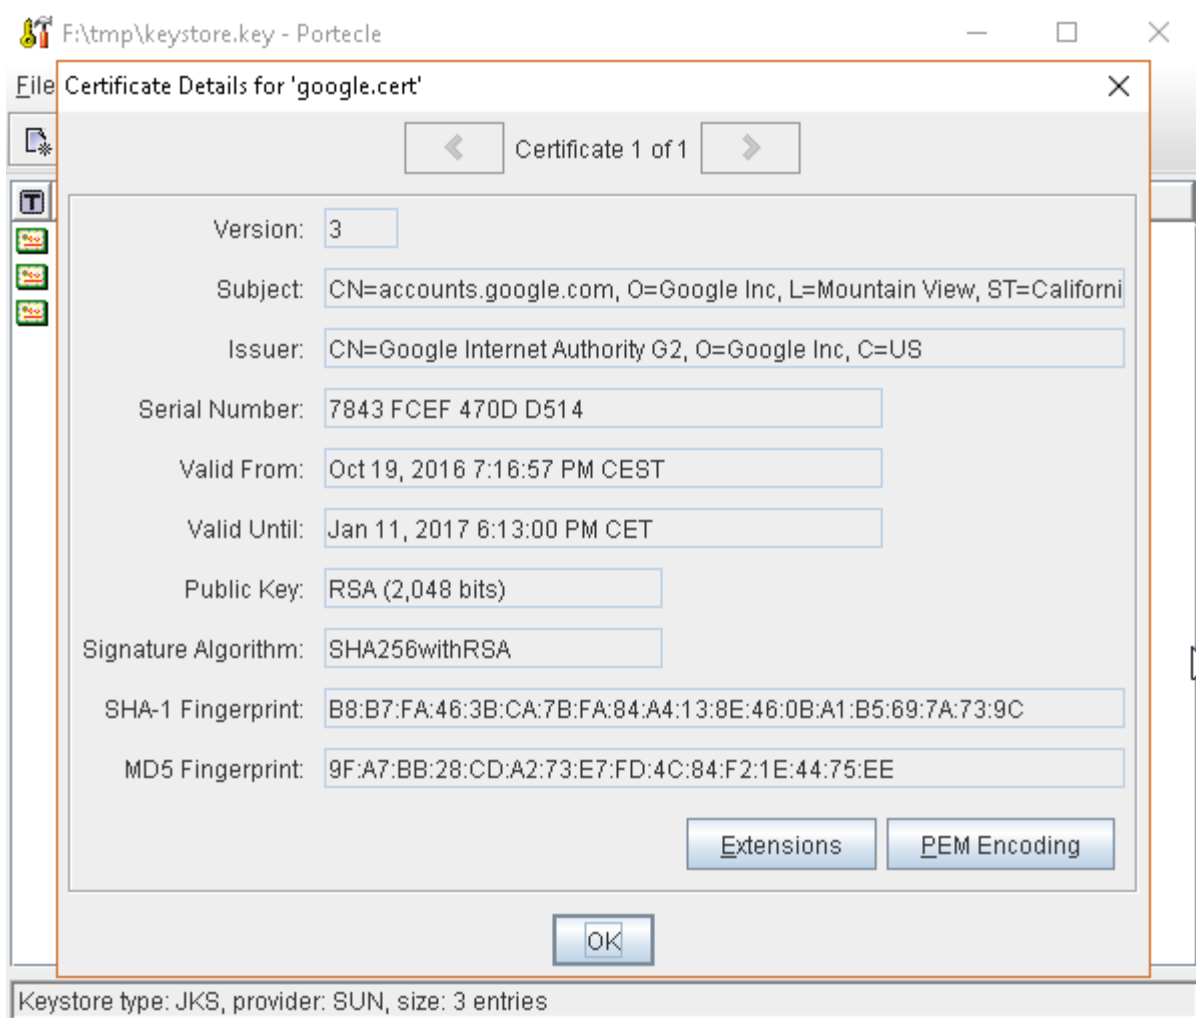 F:\tmp\keystore.key - Portecle
File
Certificate Details for 'google.cert'
Certificate 1 of 1
T
Version: 3
Subject: CN=accounts.google.com, O=Google Inc, L=Mountain View, ST=Californi
Issuer: CN=Google Internet Authority G2, O=Google Inc, C=US
Serial Number: 7843 FCEF 470D D514
Valid From: Oct 19, 2016 7:16:57 PM CEST
Valid Until: Jan 11, 2017 6:13:00 PM CET
Public Key: RSA (2,048 bits)
Signature Algorithm: SHA256withRSA
SHA-1 Fingerprint: B8:B7:FA:46:3B:CA:7B:FA:84:A4:13:8E:46:0B:A1:B5:69:7A:73:9C
MD5 Fingerprint: 9F:A7:BB:28:CD:A2:73:E7:FD:4C:84:F2:1E:44:75:EE
Extensions PEM Encoding
OK
Keystore type: JKS, provider: SUN, size: 3 entries